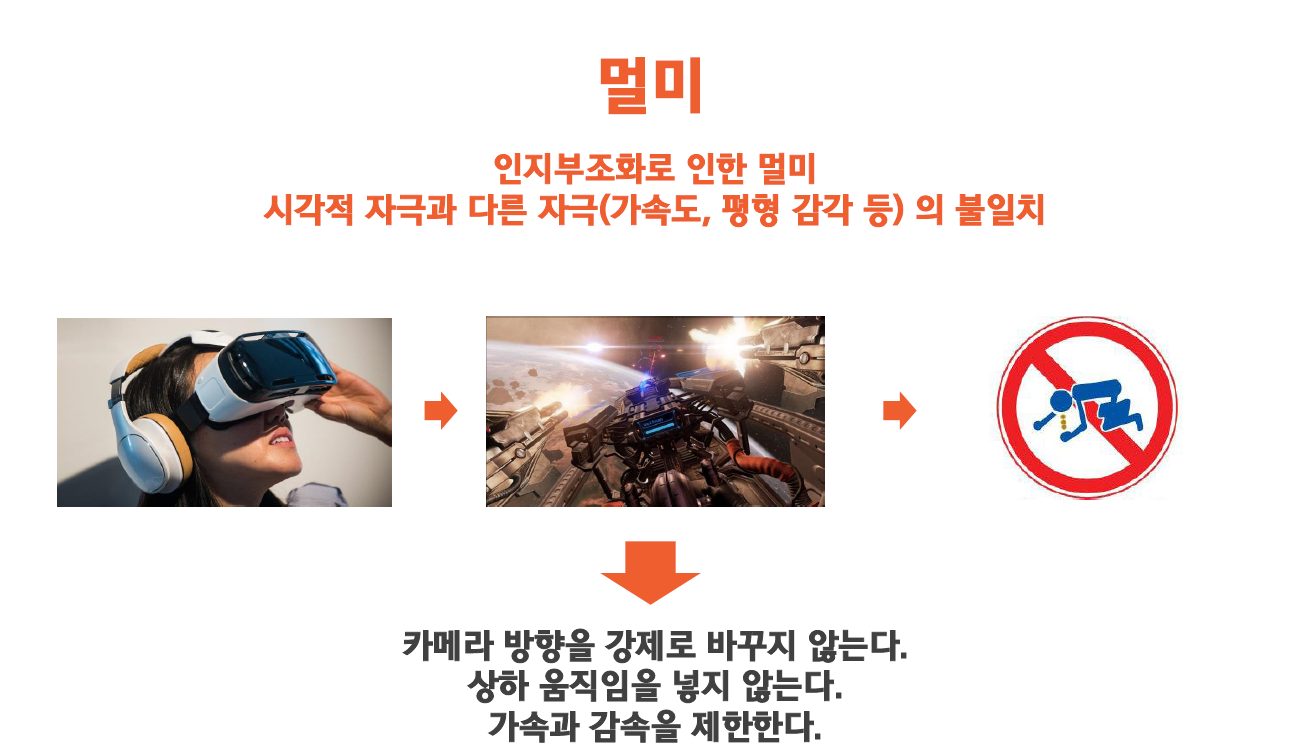 멀미
인지부조화로 인한 멀미
시각적 자극과 다른 자극(가속도, 평형 감각 등) 의 불일치
카메라 방향을 강제로 바꾸지 않는다.
상하 움직임을 넣지 않는다.
가속과 감속을 제한한다.